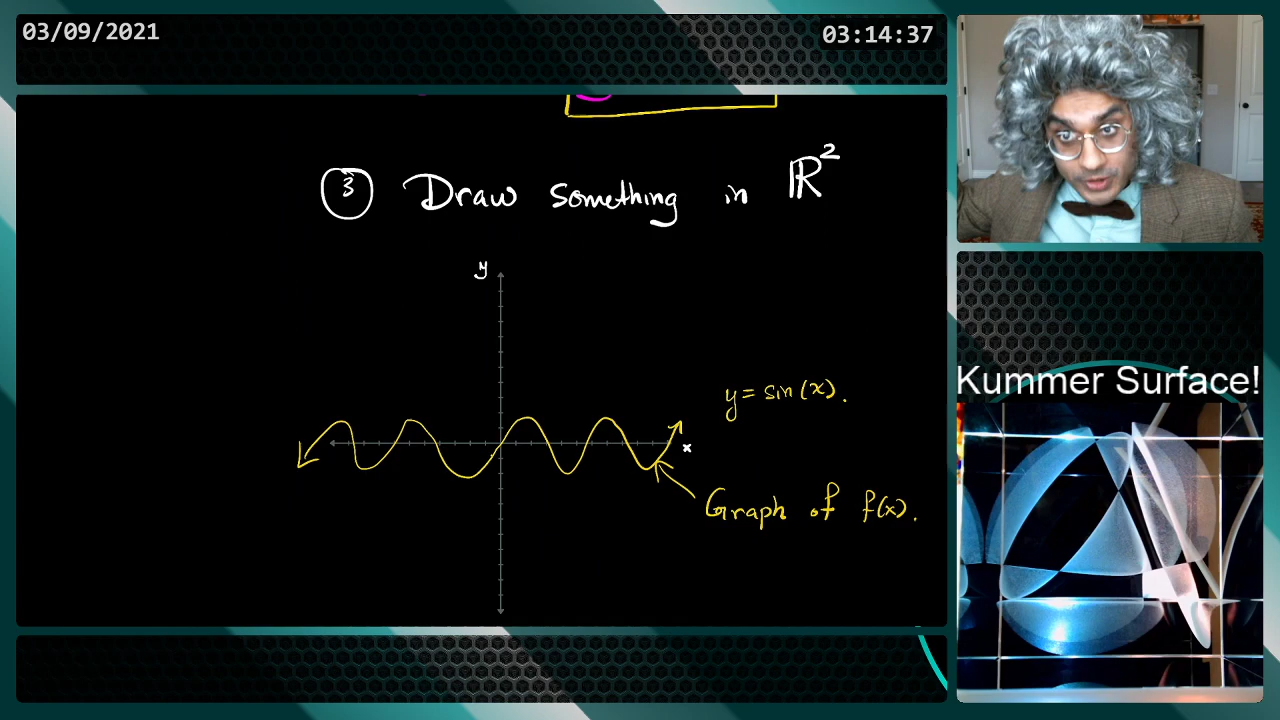 03/09/2021
03:14:37
③ Draw something in ℝ²
y
Kummer Surface!
y = sin(x).
x
Graph of f(x).